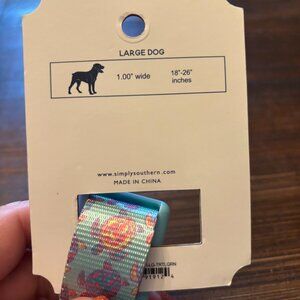 LARGE DOG
1.00" wide
18"-26"
inches
www.simplysouthern.com
MADE IN CHINA